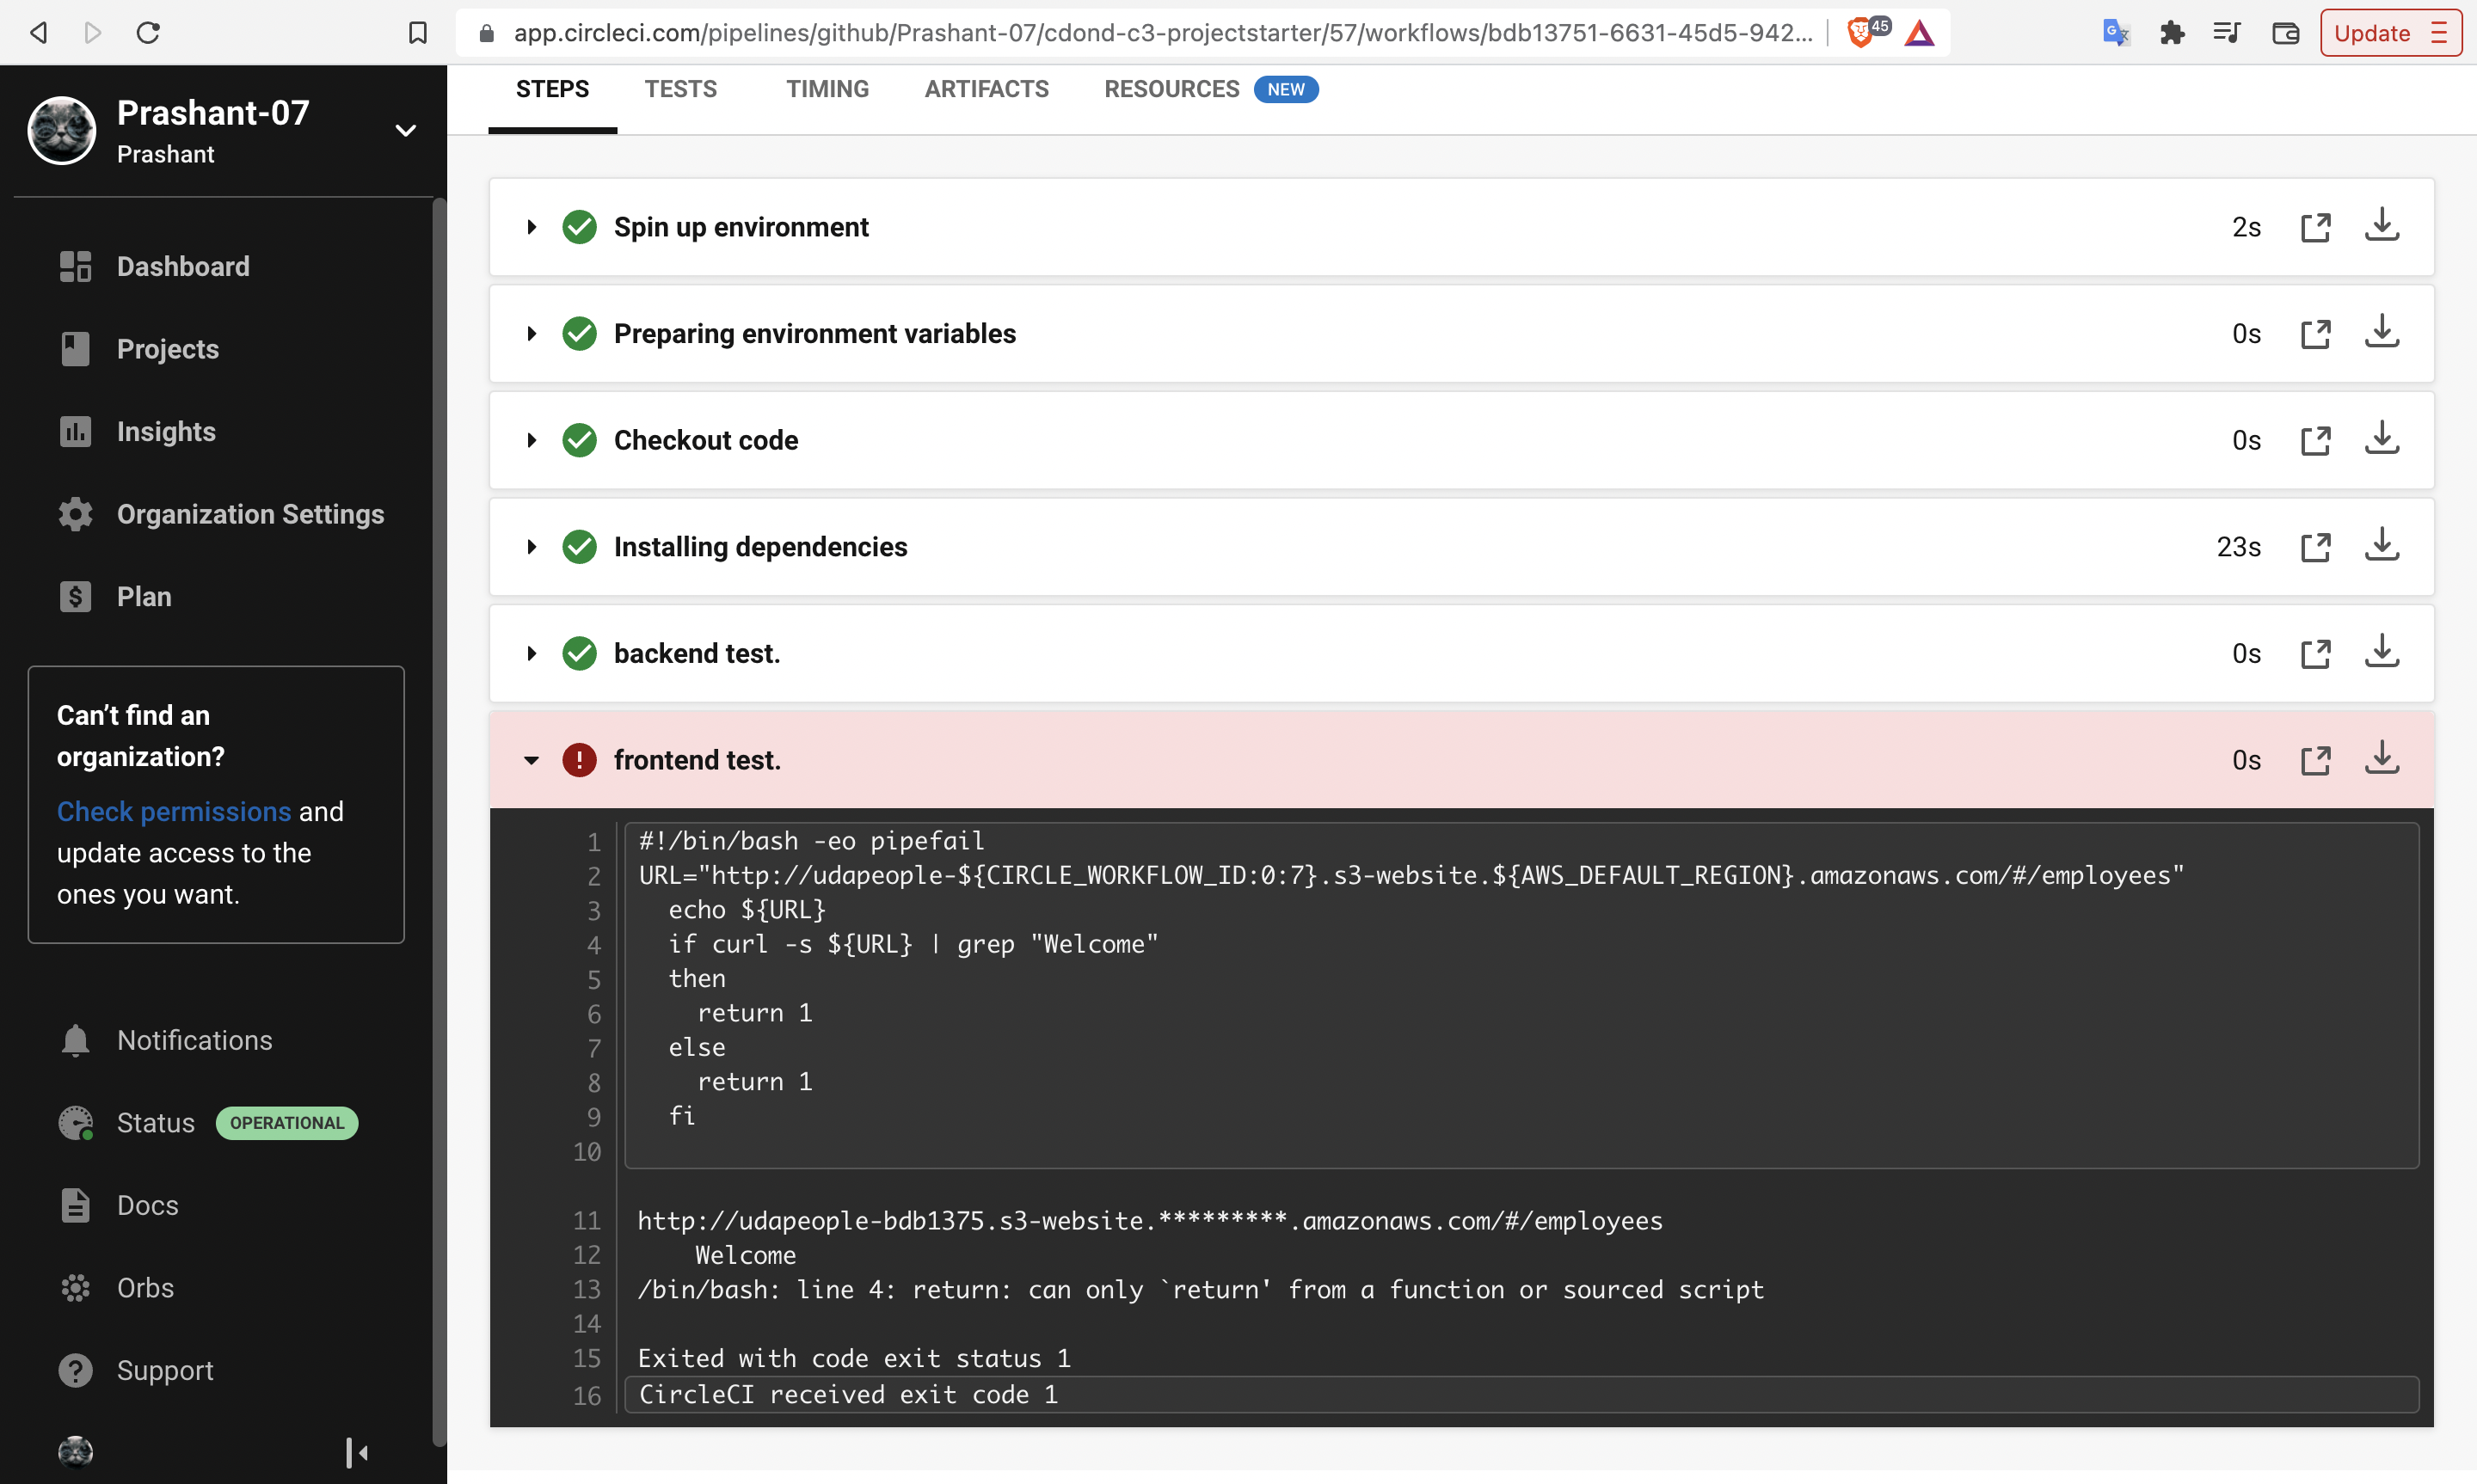 app.circleci.com/pipelines/github/Prashant-07/cdond-c3-projectstarter/57/workflows/bdb13751-6631-45d5-942...
45
Update
Prashant-07
Prashant
Dashboard
Projects
Insights
Organization Settings
Plan
Can’t find an
organization?
Check permissions and
update access to the
ones you want.
Notifications
Status OPERATIONAL
Docs
Orbs
Support
STEPS TESTS TIMING ARTIFACTS RESOURCES NEW
Spin up environment 2s
Preparing environment variables 0s
Checkout code 0s
Installing dependencies 23s
backend test. 0s
frontend test. 0s
1 #!/bin/bash -eo pipefail
2 URL="http://udapeople-${CIRCLE_WORKFLOW_ID:0:7}.s3-website.${AWS_DEFAULT_REGION}.amazonaws.com/#/employees"
3 echo ${URL}
4 if curl -s ${URL} | grep "Welcome"
5 then
6 return 1
7 else
8 return 1
9 fi
10
11 http://udapeople-bdb1375.s3-website.*********.amazonaws.com/#/employees
12 Welcome
13 /bin/bash: line 4: return: can only `return' from a function or sourced script
14
15 Exited with code exit status 1
16 CircleCI received exit code 1